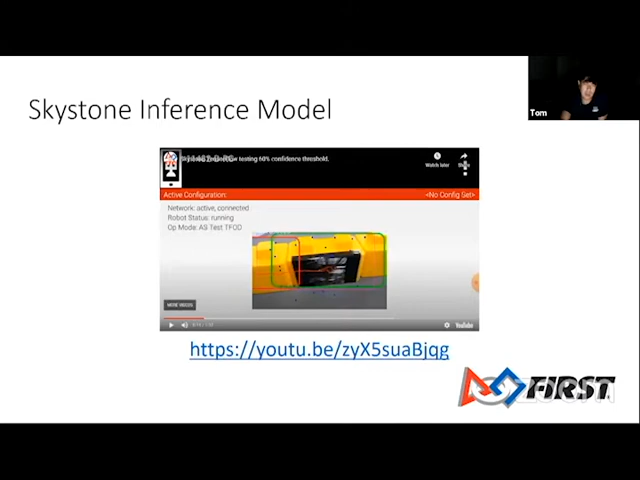 Tom
Skystone Inference Model
testing 60% confidence threshold.
Watch later
Share
Active Configuration:
<No Config Set>
Network: active, connected
Robot Status: running
Op Mode: AS Test TFOD
MORE VIDEOS
YouTube
https://youtu.be/zyX5suaBjqg
FIRST
zoom